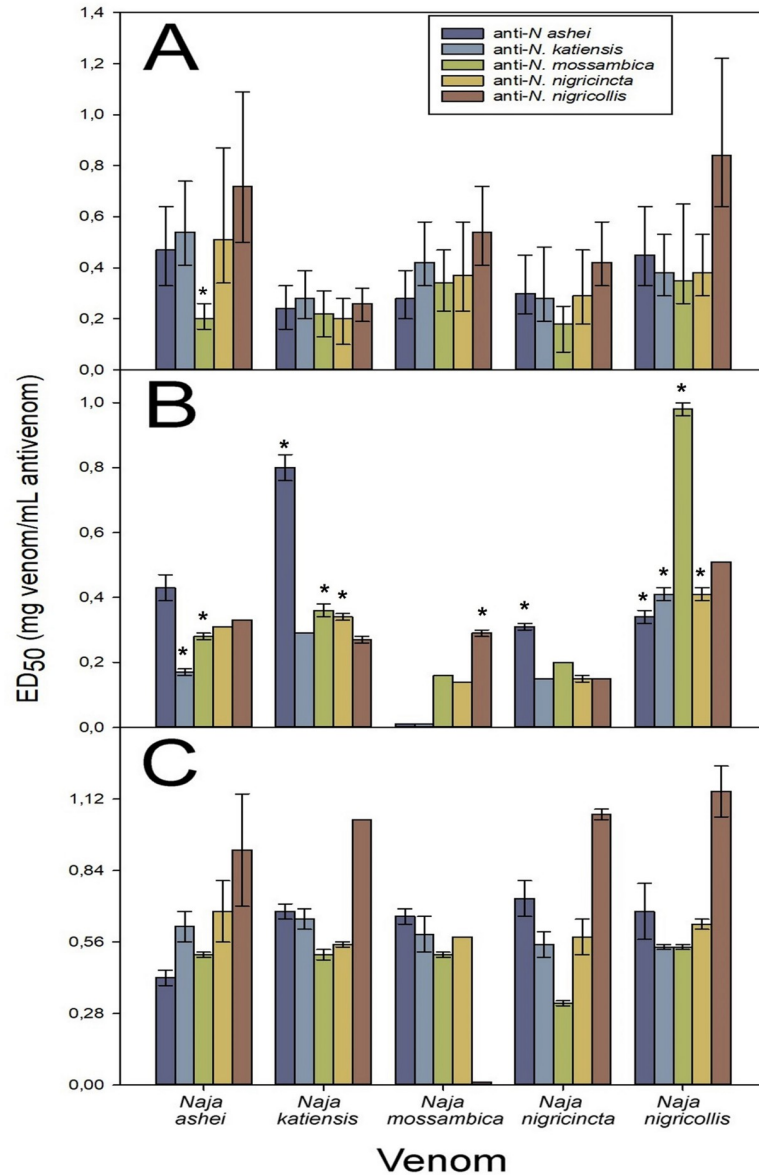 A
anti-N ashei
anti-N. katiensis
anti-N. mossambica
anti-N. nigricincta
anti-N. nigricollis
1,4
1,2
1,0
0,8
0,6
0,4
0,2
0,0
*
B
1,0
0,8
0,6
0,4
0,2
0,0
* * * * * * * * * * * *
ED50 (mg venom/mL antivenom)
C
1,12
0,84
0,56
0,28
0,00
Naja ashei
Naja katiensis
Naja mossambica
Naja nigricincta
Naja nigricollis
Venom